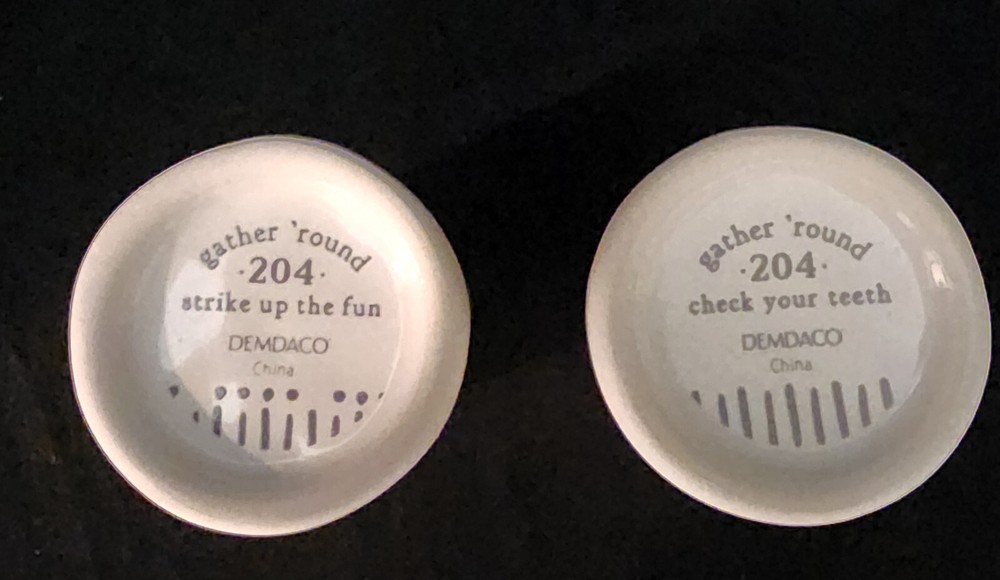 gather 'round
·204·
strike up the fun
DEMDACO
China
gather 'round
·204·
check your teeth
DEMDACO
China